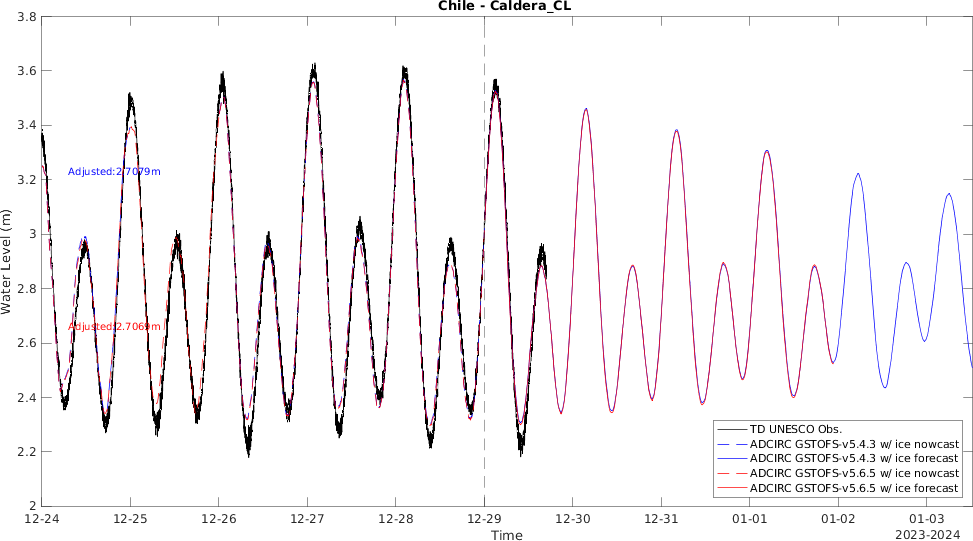 Chile - Caldera_CL
3.8
3.6
3.4
3.2
3
2.8
2.6
2.4
2.2
2
Water Level (m)
Adjusted:2.7079m
Adjusted:2.7069m
TD UNESCO Obs.
ADCIRC GSTOFS-v5.4.3 w/ ice nowcast
ADCIRC GSTOFS-v5.4.3 w/ ice forecast
ADCIRC GSTOFS-v5.6.5 w/ ice nowcast
ADCIRC GSTOFS-v5.6.5 w/ ice forecast
12-24 12-25 12-26 12-27 12-28 12-29 12-30 12-31 01-01 01-02 01-03
Time
2023-2024